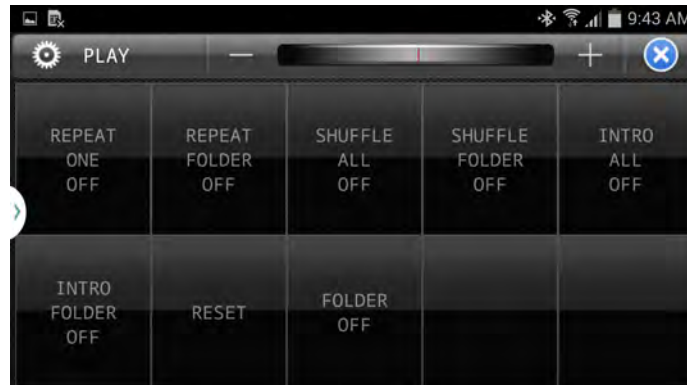 9:43 AM
PLAY
REPEAT
ONE
OFF
REPEAT
FOLDER
OFF
SHUFFLE
ALL
OFF
SHUFFLE
FOLDER
OFF
INTRO
ALL
OFF
INTRO
FOLDER
OFF
RESET
FOLDER
OFF